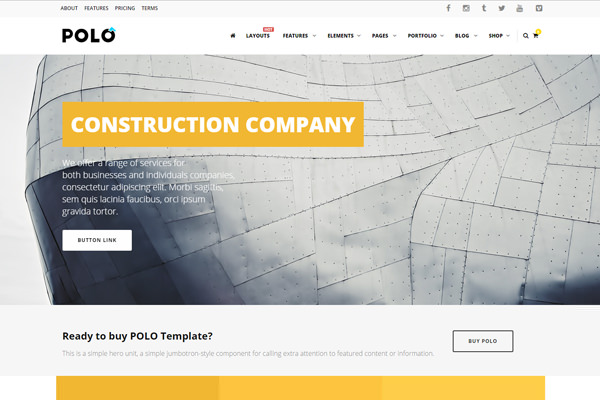 ABOUT FEATURES PRICING TERMS
POLO
LAYOUTS HOT FEATURES ELEMENTS PAGES PORTFOLIO BLOG SHOP
CONSTRUCTION COMPANY
We offer a range of services for
both businesses and individuals companies,
consectetur adipiscing elit. Morbi sagittis,
sem quis lacinia faucibus, orci ipsum
gravida tortor.
BUTTON LINK
Ready to buy POLO Template?
This is a simple hero unit, a simple jumbotron-style component for calling extra attention to featured content or information.
BUY POLO